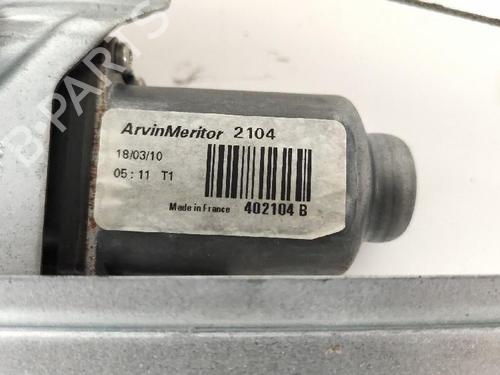 ArvinMeritor 2104
18/03/10
05:11 T1
Made in France 402104 B
B-PARTS